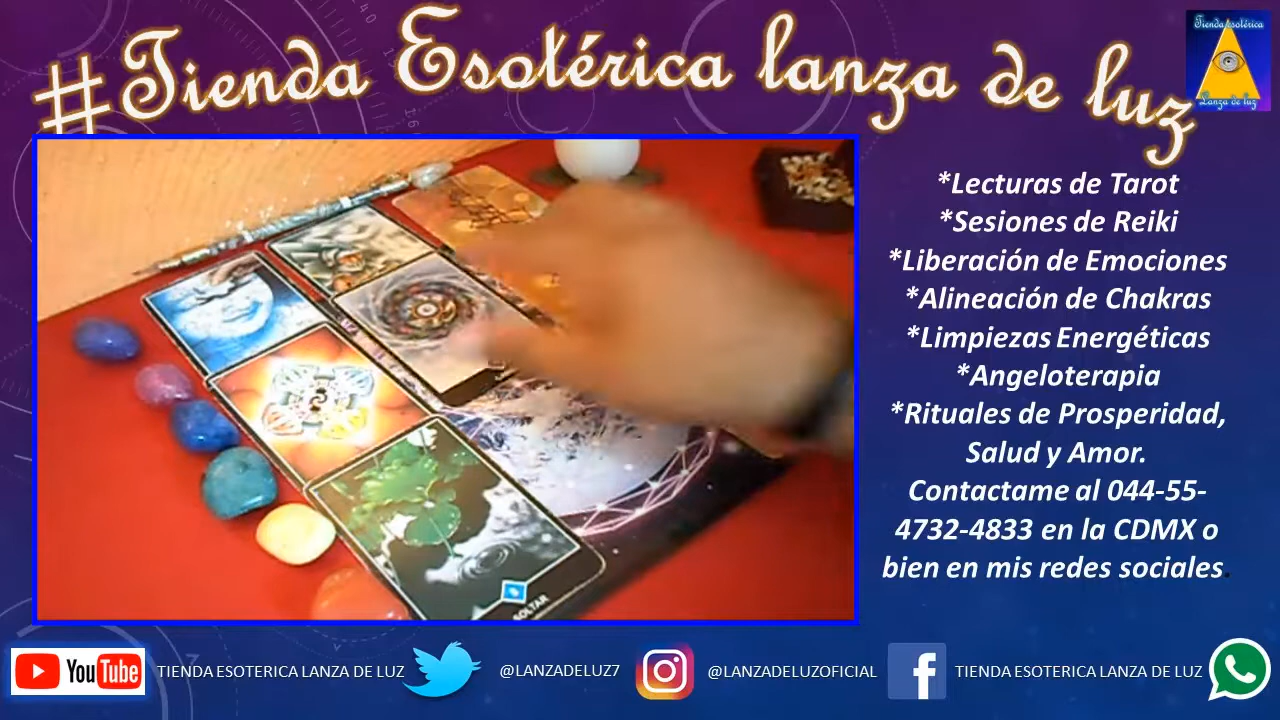 #Tienda Esotérica lanza de luz
Tienda esotérica
Lanza de luz
*Lecturas de Tarot
*Sesiones de Reiki
*Liberación de Emociones
*Alineación de Chakras
*Limpiezas Energéticas
*Angeloterapia
*Rituales de Prosperidad,
Salud y Amor.
Contactame al 044-55-
4732-4833 en la CDMX o
bien en mis redes sociales.
SOLTAR
YouTube
TIENDA ESOTERICA LANZA DE LUZ
@LANZADELUZ7
@LANZADELUZOFICIAL
TIENDA ESOTERICA LANZA DE LUZ